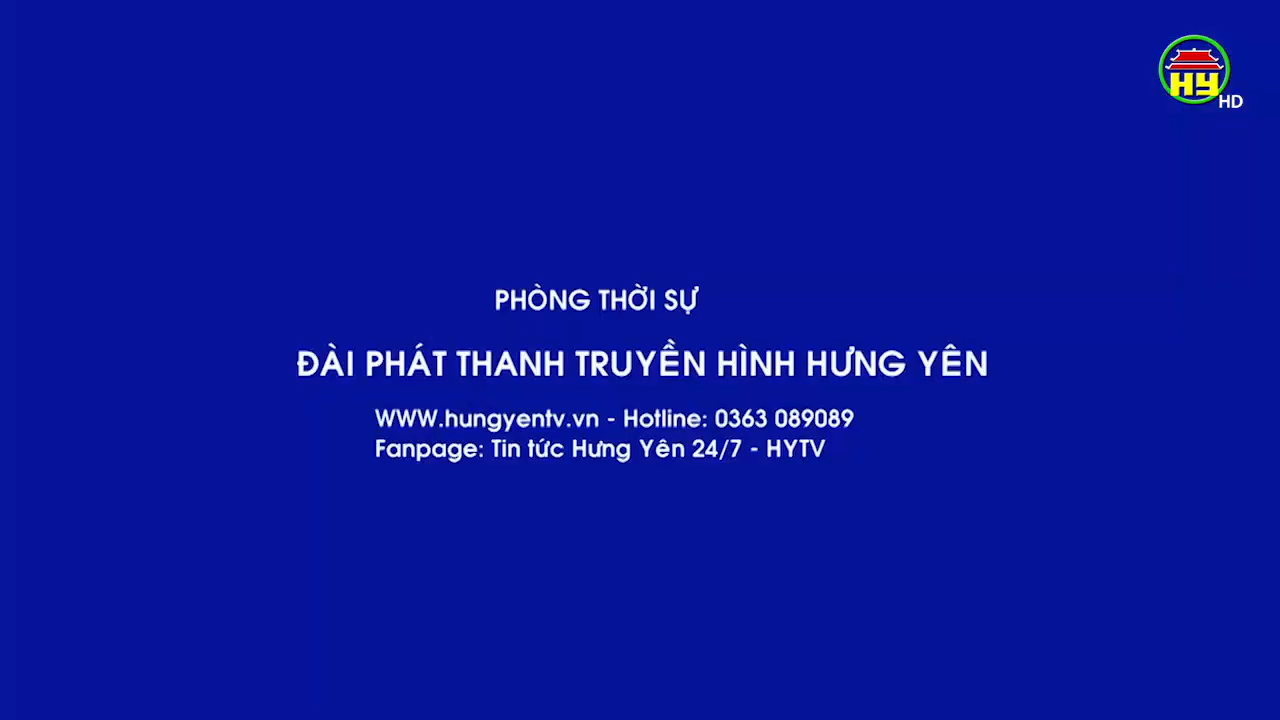 HY
HD
PHÒNG THỜI SỰ
ĐÀI PHÁT THANH TRUYỀN HÌNH HƯNG YÊN
WWW.hungyentv.vn - Hotline: 0363 089089
Fanpage: Tin tức Hưng Yên 24/7 - HYTV